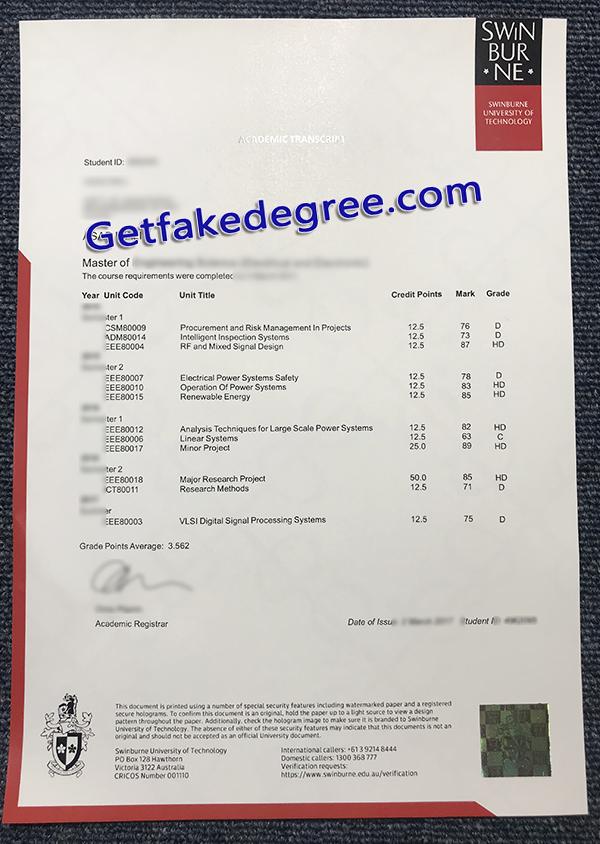 SWIN
BUR
* NE *
SWINBURNE
UNIVERSITY OF
TECHNOLOGY
ACADEMIC TRANSCRIPT
Student ID:
Getfakedegree.com
Master of
The course requirements were completed
Year Unit Code Unit Title Credit Points Mark Grade
ster 1
CSM80009 Procurement and Risk Management In Projects 12.5 76 D
ADM80014 Intelligent Inspection Systems 12.5 73 D
EEE80004 RF and Mixed Signal Design 12.5 87 HD
ster 2
EEE80007 Electrical Power Systems Safety 12.5 78 D
EEE80010 Operation Of Power Systems 12.5 83 HD
EEE80015 Renewable Energy 12.5 85 HD
ster 1
EEE80012 Analysis Techniques for Large Scale Power Systems 12.5 82 HD
EEE80006 Linear Systems 12.5 63 C
EEE80017 Minor Project 25.0 89 HD
ster 2
EEE80018 Major Research Project 50.0 85 HD
ICT80011 Research Methods 12.5 71 D
er
EEE80003 VLSI Digital Signal Processing Systems 12.5 75 D
Grade Points Average: 3.562
Academic Registrar
Date of Issue 2 March 2017 Student ID
This document is printed using a number of special security features including watermarked paper and a registered
secure holograms. To confirm this document is an original, hold the paper up to a light source to view a design
pattern throughout the paper. Additionally, check the hologram image to make sure it is branded to Swinburne
University of Technology. The absence of either of these security features may indicate that this document is not an
original and should not be accepted as an official University document.
Swinburne University of Technology
PO Box 128 Hawthorn
Victoria 3122 Australia
CRICOS Number 001110
International callers: +61 3 9214 8444
Domestic callers: 1300 368 777
Verification requests:
https://www.swinburne.edu.au/verification